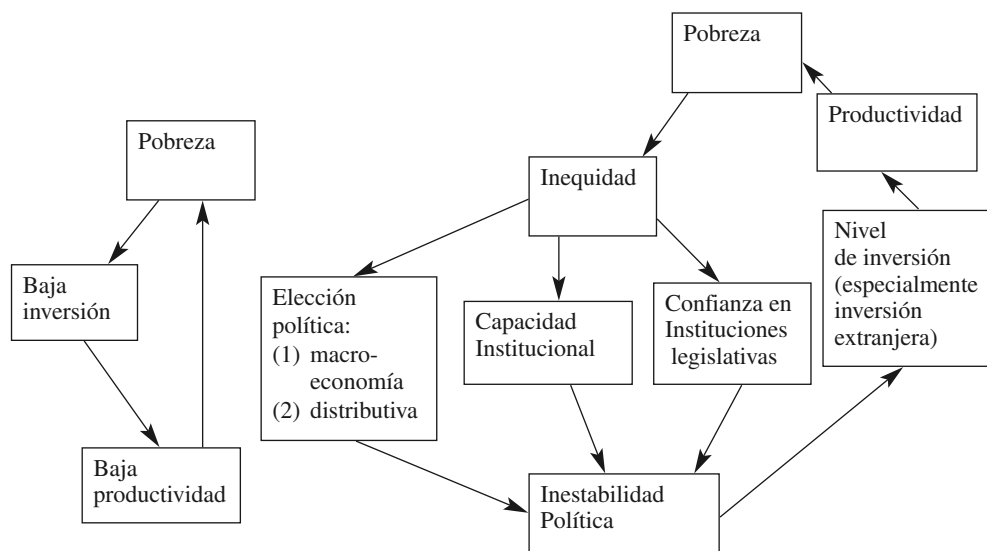 Pobreza
Baja
inversión
Baja
productividad
Pobreza
Productividad
Inequidad
Nivel
de inversión
(especialmente
inversión
extranjera)
Elección
política:
(1) macro-
economía
(2) distributiva
Capacidad
Institucional
Confianza en
Instituciones
legislativas
Inestabilidad
Política